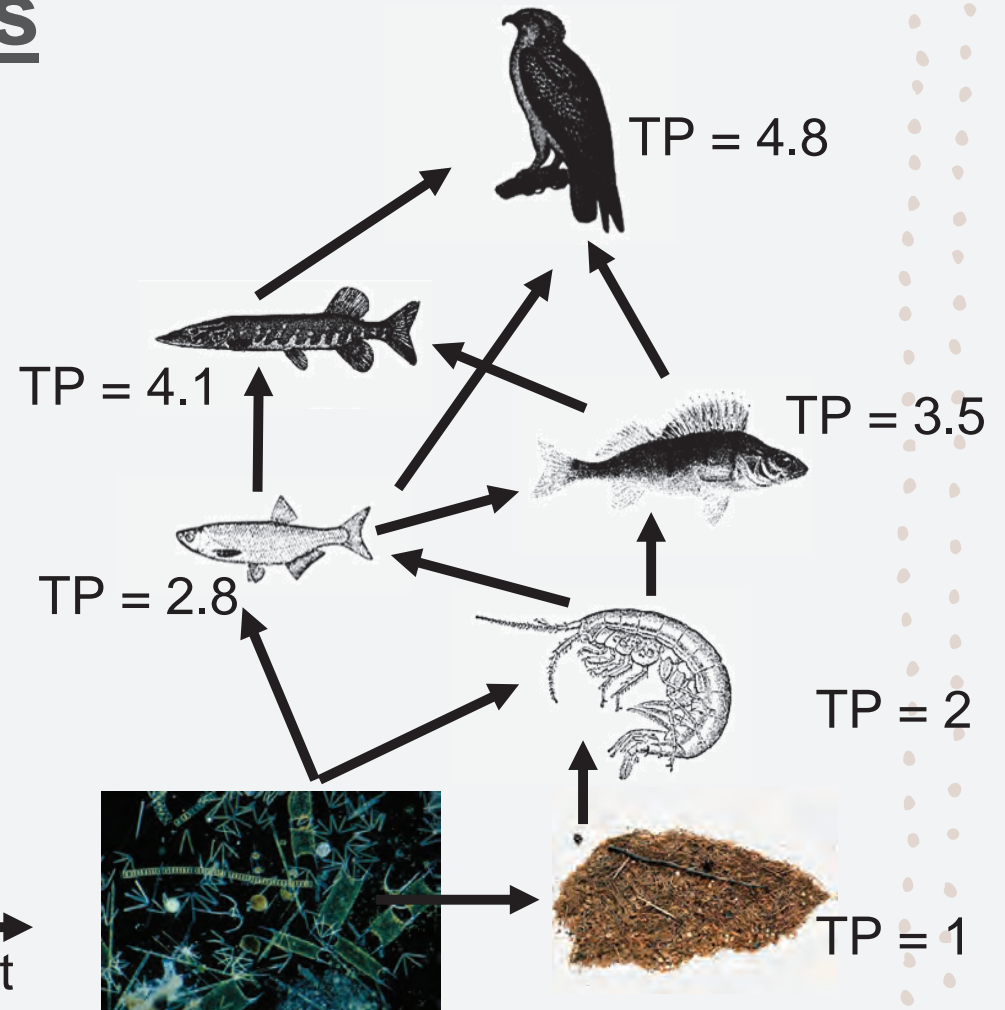 s
TP = 4.8
TP = 4.1
TP = 3.5
TP = 2.8
TP = 2
TP = 1
t